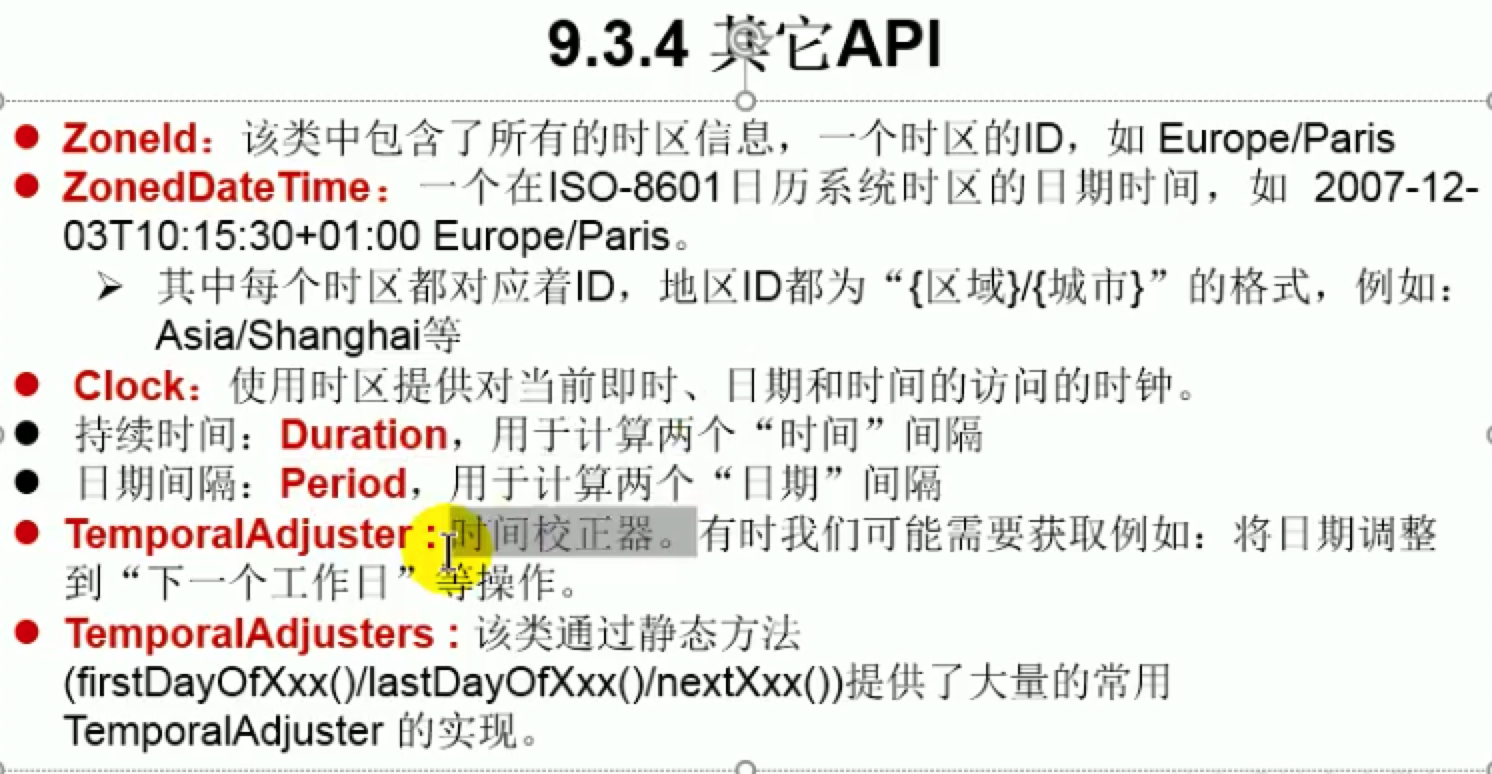 9.3.4 其它API
● ZoneId：该类中包含了所有的时区信息，一个时区的ID，如 Europe/Paris
● ZonedDateTime：一个在ISO-8601日历系统时区的日期时间，如 2007-12-
03T10:15:30+01:00 Europe/Paris。
➢ 其中每个时区都对应着ID，地区ID都为“{区域}/{城市}”的格式，例如：
Asia/Shanghai等
● Clock：使用时区提供对当前即时、日期和时间的访问的时钟。
● 持续时间：Duration，用于计算两个“时间”间隔
● 日期间隔：Period，用于计算两个“日期”间隔
● TemporalAdjuster : 时间校正器。有时我们可能需要获取例如：将日期调整
到“下一个工作日”等操作。
● TemporalAdjusters : 该类通过静态方法
(firstDayOfXxx()/lastDayOfXxx()/nextXxx())提供了大量的常用
TemporalAdjuster 的实现。